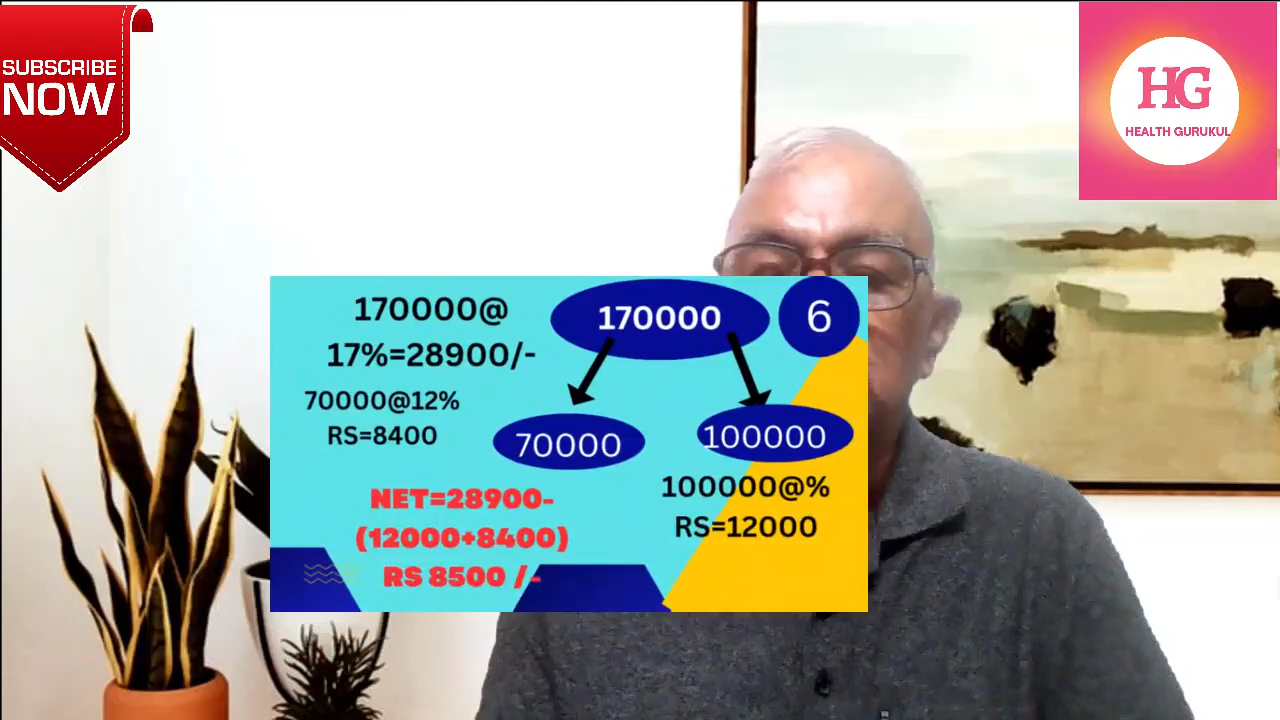 SUBSCRIBE
NOW
HG
HEALTH GURUKUL
170000@
17%=28900/-
70000@12%
RS=8400
170000
6
70000
100000
100000@%
RS=12000
NET=28900-
(12000+8400)
RS 8500 /-